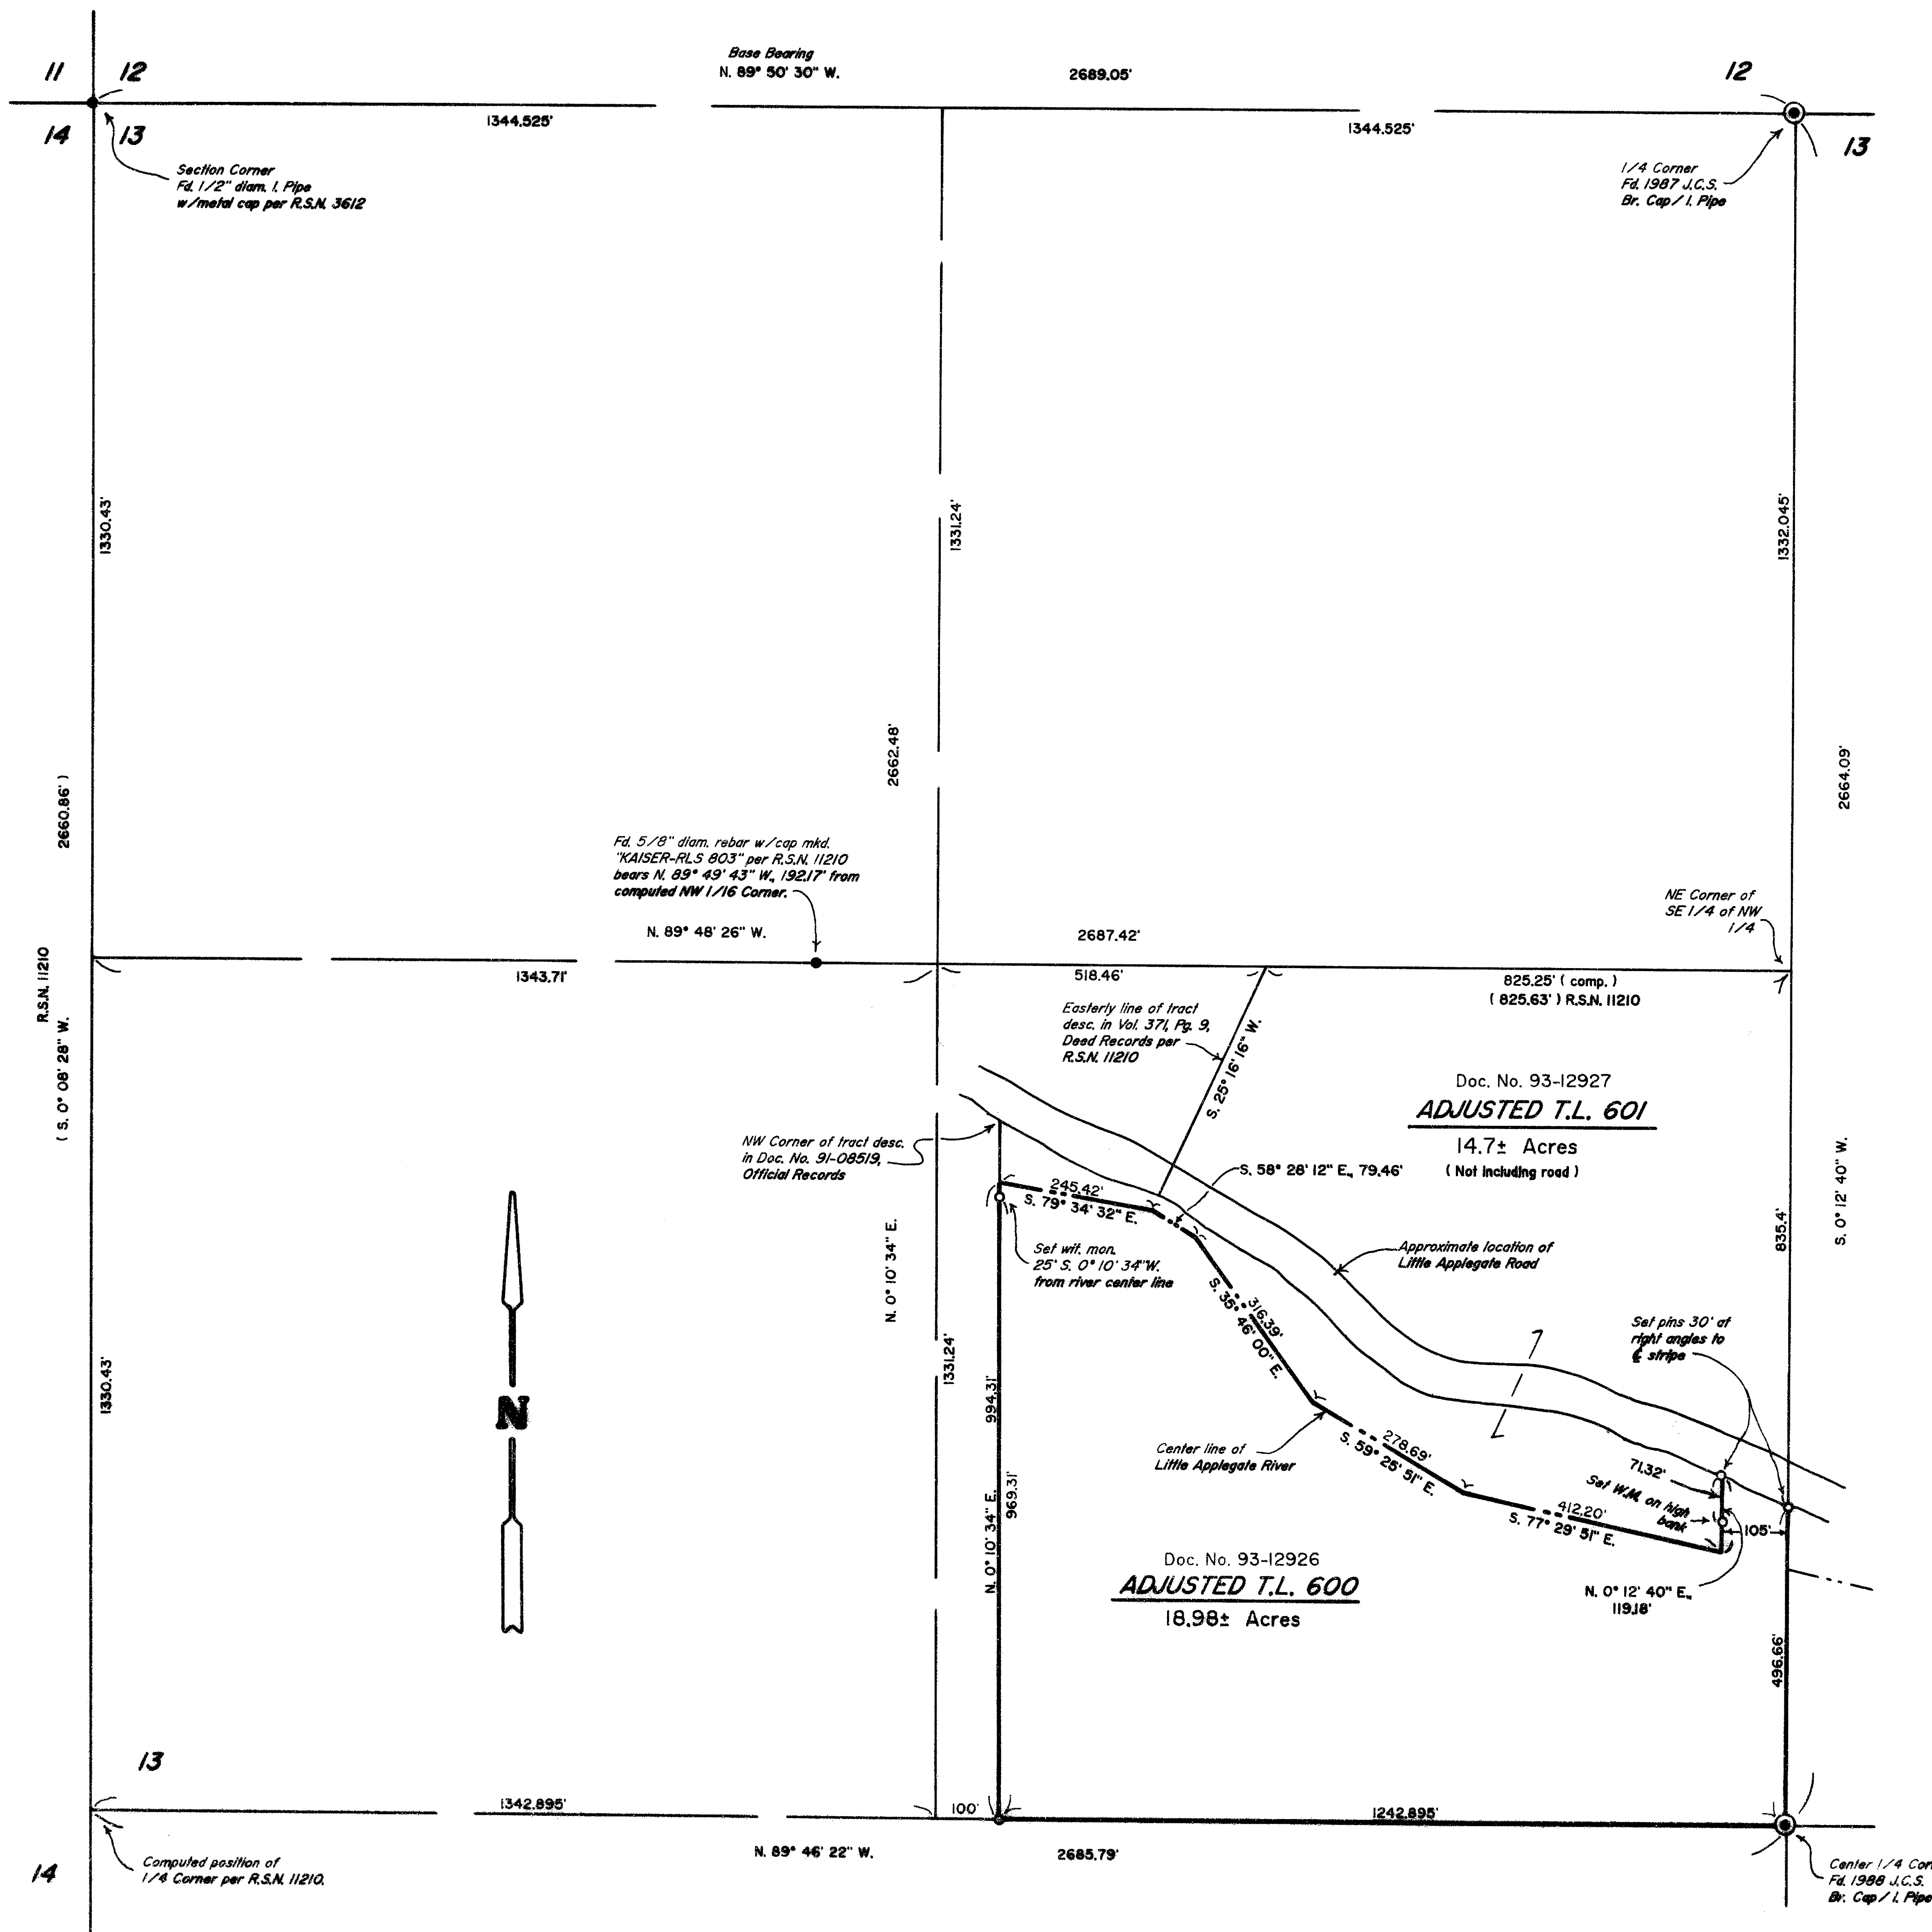 Base Bearing
N. 89° 50' 30" W.
2689.05'
11
12
12
14
13
13
1344.525'
1344.525'
Section Corner
Fd. 1/2" diam. I. Pipe
w/metal cap per R.S.N. 3612
1/4 Corner
Fd. 1987 J.C.S.
Br. Cap / I. Pipe
1330.43'
1331.24'
1332.045'
2660.86' )
2662.48'
2664.09'
Fd. 5/8" diam. rebar w/cap mkd.
"KAISER-RLS 803" per R.S.N. 11210
bears N. 89° 49' 43" W., 192.17' from
computed NW 1/16 Corner.
NE Corner of
SE 1/4 of NW
1/4
N. 89° 48' 26" W.
2687.42'
1343.71'
518.46'
825.25' ( comp. )
( 825.63' ) R.S.N. 11210
R.S.N. 11210
( S. 0° 08' 28" W.
Easterly line of tract
desc. in Vol. 371, Pg. 9,
Deed Records per
R.S.N. 11210
S. 25° 16' 16" W.
Doc. No. 93-12927
ADJUSTED T.L. 601
14.7± Acres
( Not including road )
NW Corner of tract desc.
in Doc. No. 91-08519,
Official Records
S. 58° 28' 12" E., 79.46'
245.42'
S. 79° 34' 32" E.
S. 0° 12' 40" W.
835.4'
N. 0° 10' 34" E.
Set wit. mon.
25' S. 0° 10' 34" W.
from river center line
Approximate location of
Little Applegate Road
316.39'
S. 35° 46' 00" E.
Set pins 30' at
right angles to
℄ stripe
1330.43'
N
1331.24'
994.31'
N. 0° 10' 34" E.
969.31'
Center line of
Little Applegate River
278.69'
S. 59° 25' 51" E.
71.32'
Set W.M. on high
bank
412.20'
S. 77° 29' 51" E.
105'
N. 0° 12' 40" E.,
119.18'
Doc. No. 93-12926
ADJUSTED T.L. 600
18.98± Acres
496.66'
13
1342.895'
100'
1242.895'
N. 89° 46' 22" W.
2685.79'
14
Computed position of
1/4 Corner per R.S.N. 11210.
Center 1/4 Cor
Fd. 1988 J.C.S.
Br. Cap / I. Pipe